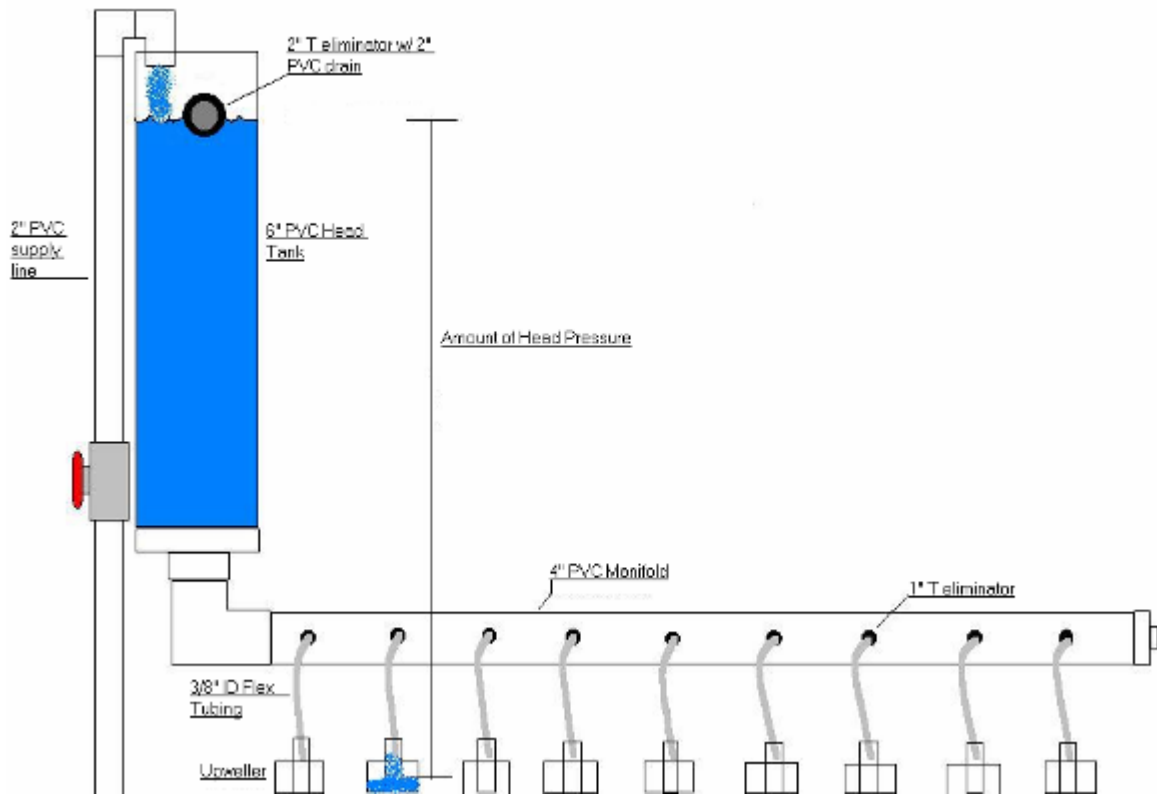 2" T eliminator w/ 2"
PVC drain
2" PVC
supply
line
6" PVC Head
Tank
Amount of Head Pressure
4" PVC Manifold
1" T eliminator
3/8" ID Flex
Tubing
Upweller